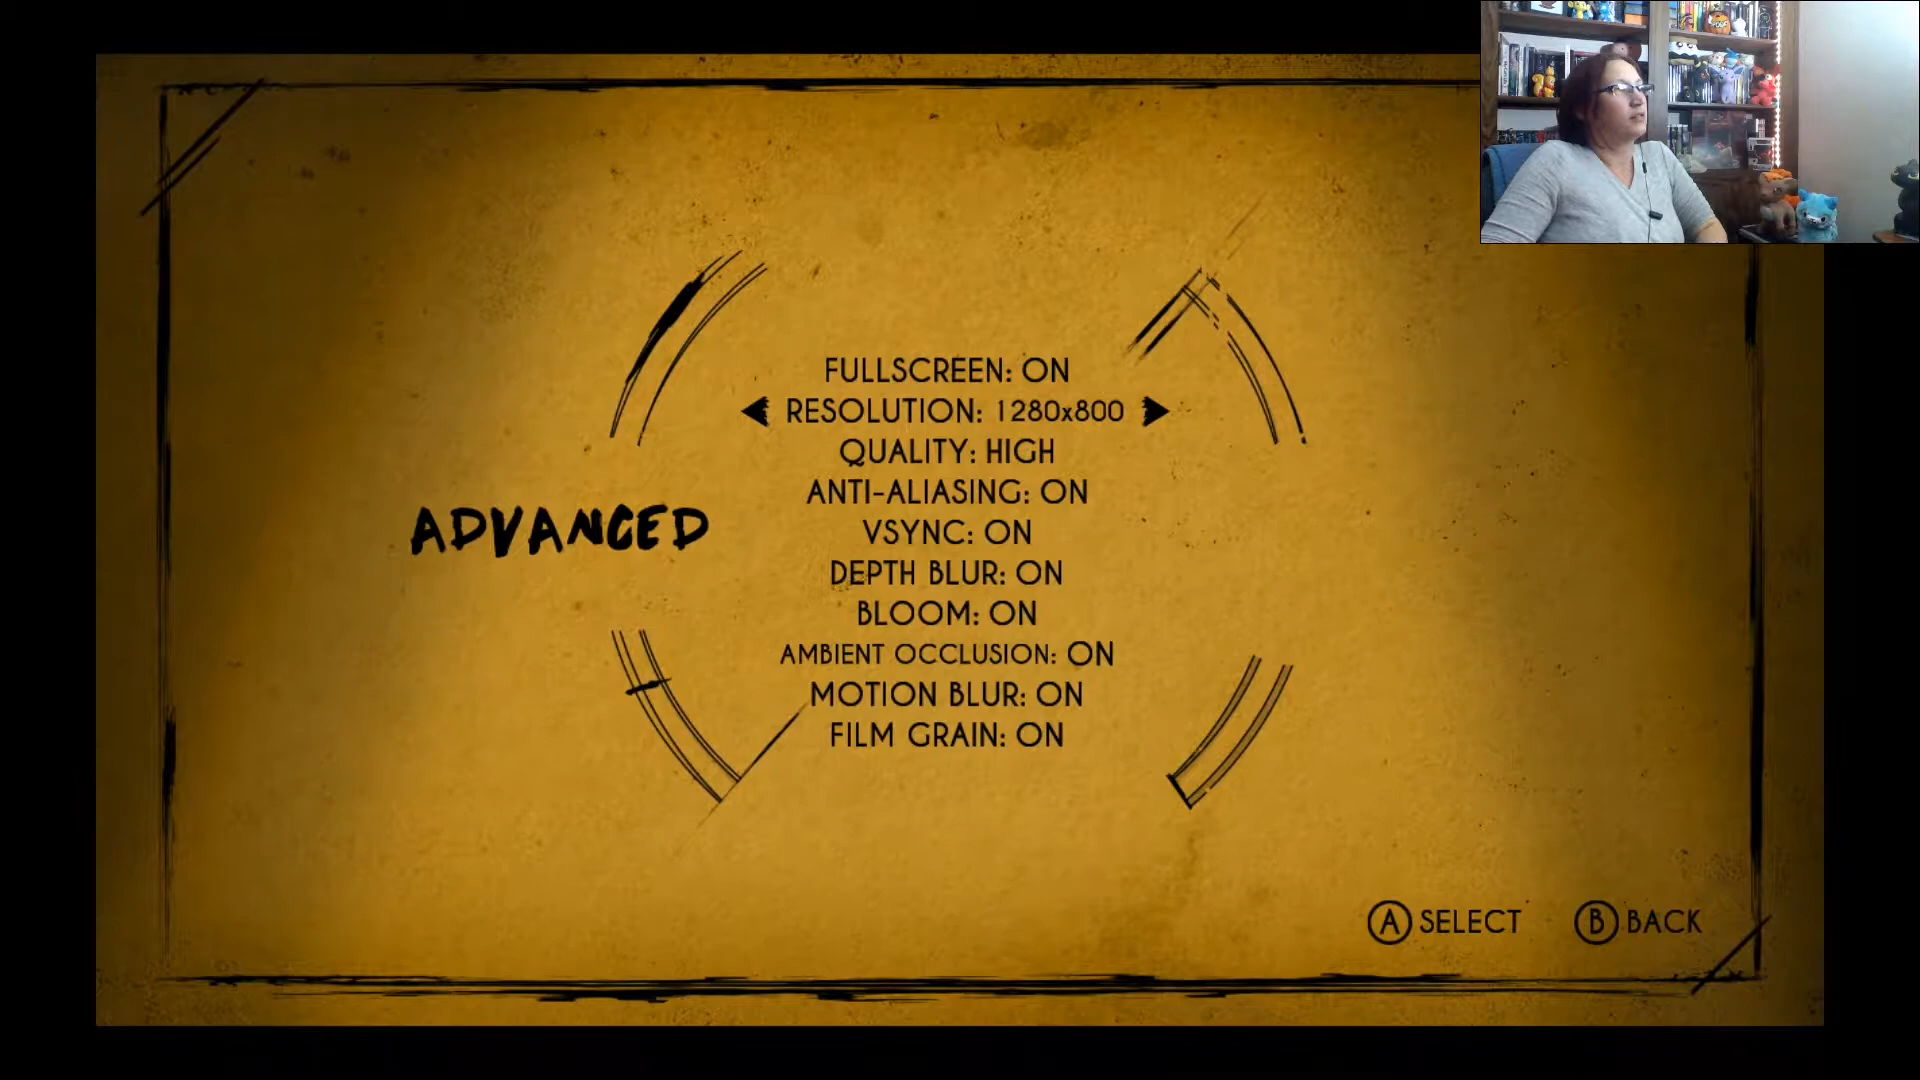 ADVANCED
FULLSCREEN: ON
RESOLUTION: 1280x800
QUALITY: HIGH
ANTI-ALIASING: ON
VSYNC: ON
DEPTH BLUR: ON
BLOOM: ON
AMBIENT OCCLUSION: ON
MOTION BLUR: ON
FILM GRAIN: ON
A SELECT
B BACK